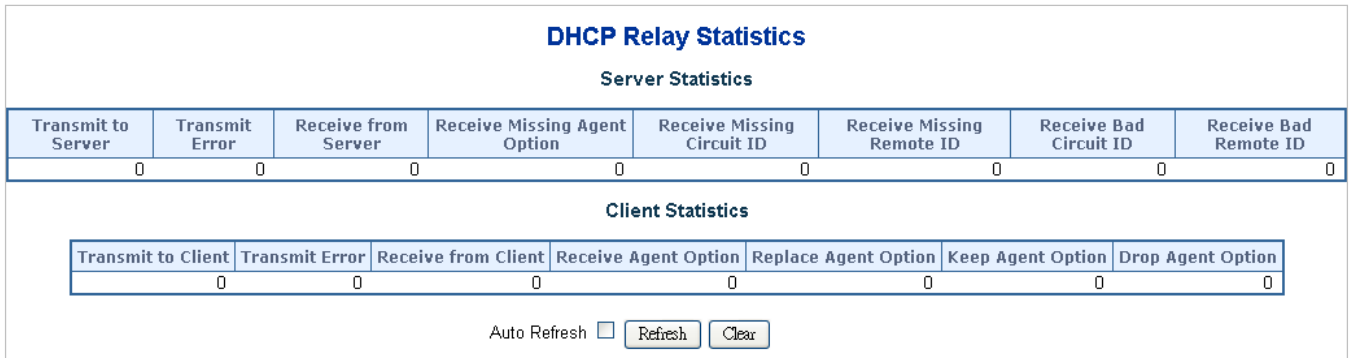 DHCP Relay Statistics
Server Statistics
Transmit to Server Transmit Error Receive from Server Receive Missing Agent Option Receive Missing Circuit ID Receive Missing Remote ID Receive Bad Circuit ID Receive Bad Remote ID
0 0 0 0 0 0 0 0
Client Statistics
Transmit to Client Transmit Error Receive from Client Receive Agent Option Replace Agent Option Keep Agent Option Drop Agent Option
0 0 0 0 0 0 0
Auto Refresh Refresh Clear